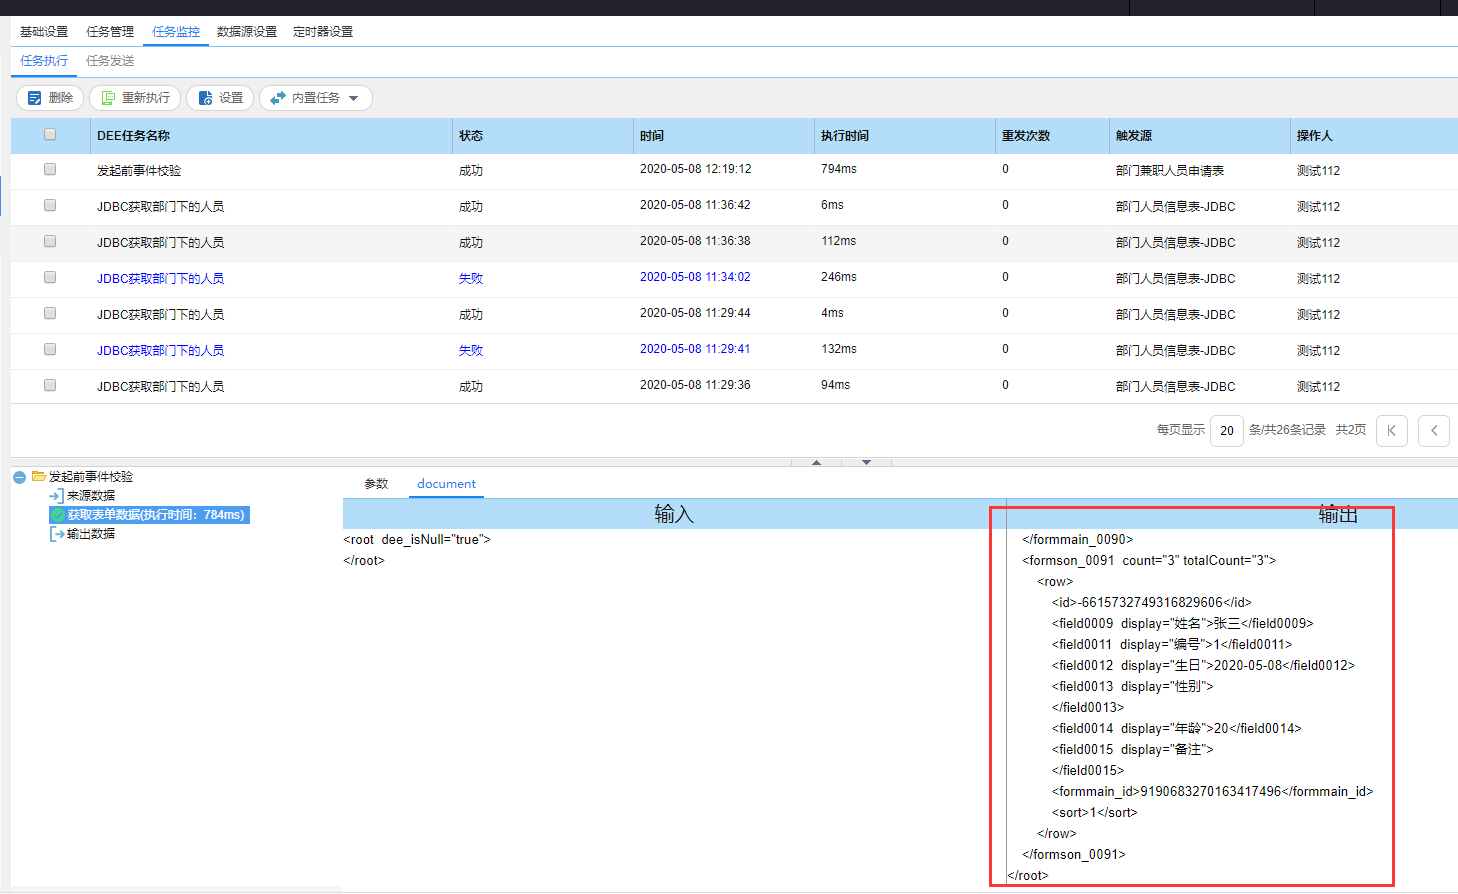 基础设置 任务管理 任务监控 数据源设置 定时器设置
任务执行 任务发送
删除 重新执行 设置 内置任务
DEE任务名称 状态 时间 执行时间 重发次数 触发源 操作人
发起前事件校验 成功 2020-05-08 12:19:12 794ms 0 部门兼职人员申请表 测试112
JDBC获取部门下的人员 成功 2020-05-08 11:36:42 6ms 0 部门人员信息表-JDBC 测试112
JDBC获取部门下的人员 成功 2020-05-08 11:36:38 112ms 0 部门人员信息表-JDBC 测试112
JDBC获取部门下的人员 失败 2020-05-08 11:34:02 246ms 0 部门人员信息表-JDBC 测试112
JDBC获取部门下的人员 成功 2020-05-08 11:29:44 4ms 0 部门人员信息表-JDBC 测试112
JDBC获取部门下的人员 失败 2020-05-08 11:29:41 132ms 0 部门人员信息表-JDBC 测试112
JDBC获取部门下的人员 成功 2020-05-08 11:29:36 94ms 0 部门人员信息表-JDBC 测试112
每页显示 20 条/共26条记录 共2页
发起前事件校验
来源数据
获取表单数据(执行时间：784ms)
输出数据
参数 document
输入
<root dee_isNull="true">
</root>
输出
</formmain_0090>
<formson_0091 count="3" totalCount="3">
<row>
<id>-6615732749316829606</id>
<field0009 display="姓名">张三</field0009>
<field0011 display="编号">1</field0011>
<field0012 display="生日">2020-05-08</field0012>
<field0013 display="性别">
</field0013>
<field0014 display="年龄">20</field0014>
<field0015 display="备注">
</field0015>
<formmain_id>9190683270163417496</formmain_id>
<sort>1</sort>
</row>
</formson_0091>
</root>